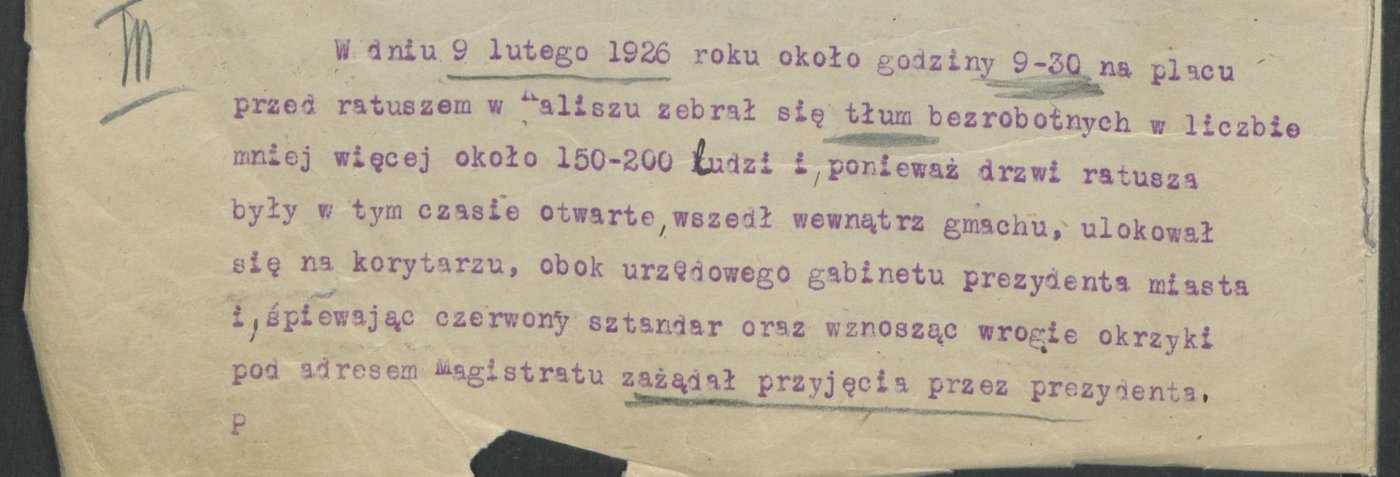 III
W dniu 9 lutego 1926 roku około godziny 9-30 na placu
przed ratuszem w Kaliszu zebrał się tłum bezrobotnych w liczbie
mniej więcej około 150-200 ludzi i, ponieważ drzwi ratusza
były w tym czasie otwarte, wszedł wewnątrz gmachu, ulokował
się na korytarzu, obok urzędowego gabinetu prezydenta miasta
i, śpiewając czerwony sztandar oraz wznosząc wrogie okrzyki
pod adresem Magistratu zażądał przyjęcia przez prezydenta.
P